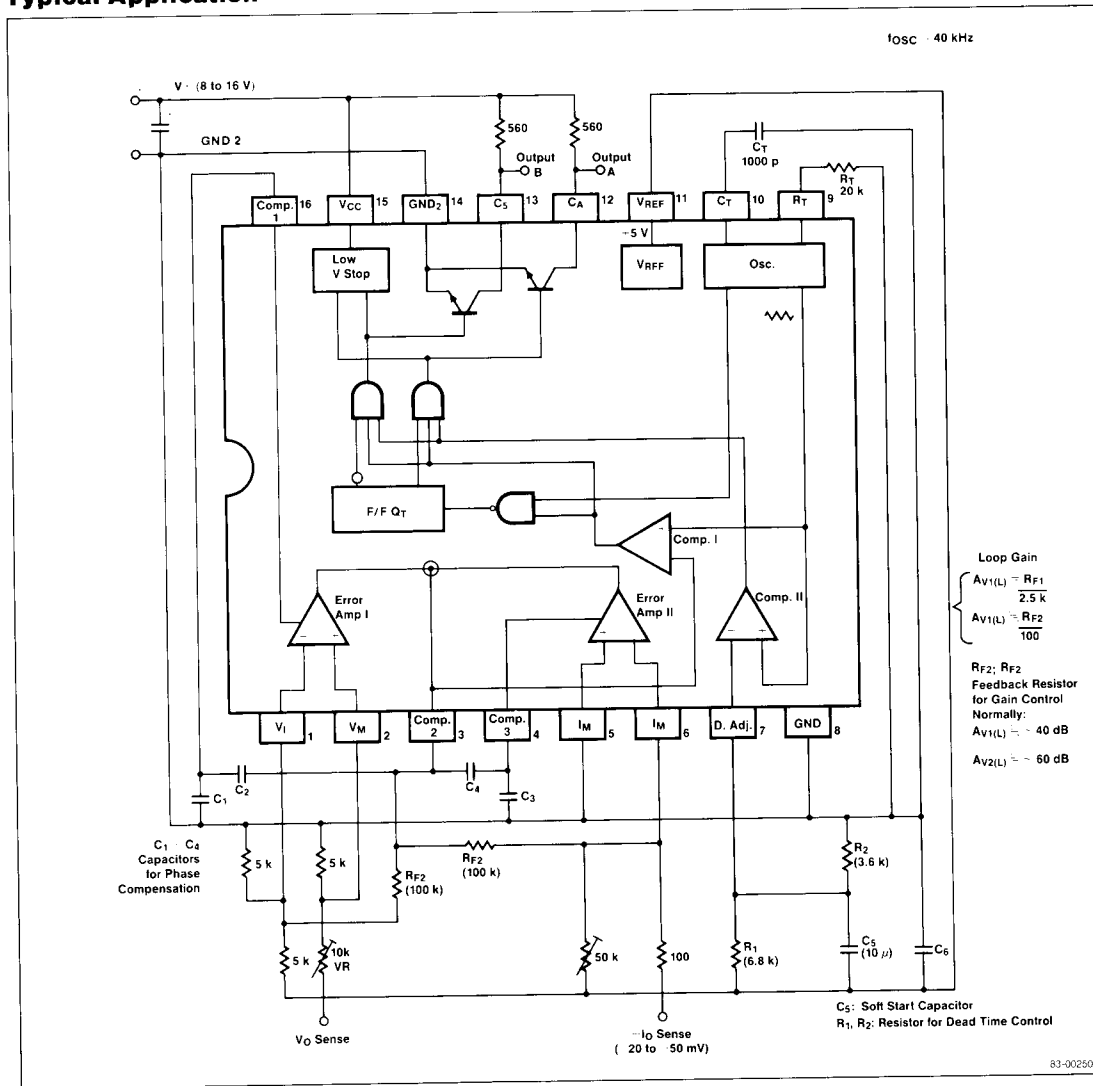 Typical Application
fOSC · 40 kHz
V · (8 to 16 V)
GND 2
560
560
Output
B
Output
A
CT
1000 p
RT
20 k
Comp.
1
16
VCC
15
GND2
14
C5
13
CA
12
VREF
11
CT
10
RT
9
−5 V
Low
V Stop
VRFF
Osc.
F/F QT
Comp. I
Error
Amp I
Error
Amp II
Comp. II
Loop Gain
AV1(L) = RF1
2.5 k
AV1(L) = RF2
100
RF2; RF2
Feedback Resistor
for Gain Control
Normally:
AV1(L) = ~ 40 dB
AV2(L) = ~ 60 dB
VI
1
VM
2
Comp.
2
3
Comp.
3
4
IM
5
IM
6
D. Adj.
7
GND
8
C1
C2
C4
C3
C1 · C4
Capacitors
for Phase
Compensation
5 k
5 k
RF2
(100 k)
RF2
(100 k)
R2
(3.6 k)
5 k
10k
VR
50 k
100
R1
(6.8 k)
C5
(10 μ)
C6
VO Sense
−IO Sense
( 20 to 50 mV)
C5: Soft Start Capacitor
R1, R2: Resistor for Dead Time Control
83-00250